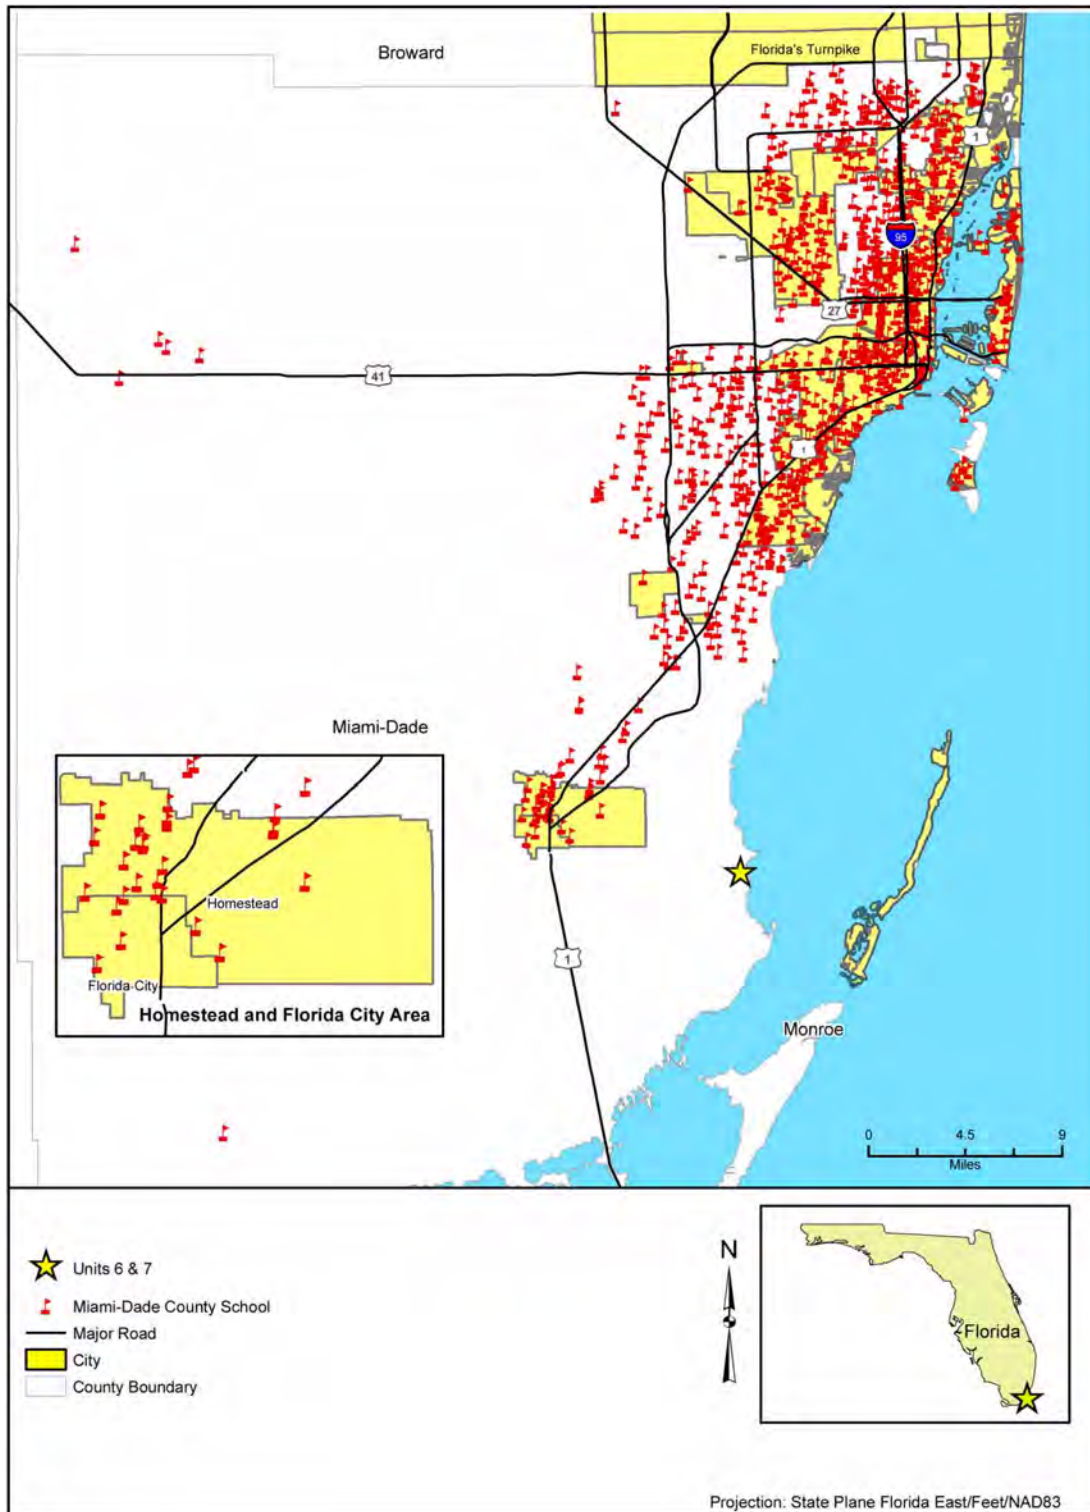 Broward
Florida's Turnpike
1
95
27
41
1
Miami-Dade
Homestead
Florida City
Homestead and Florida City Area
1
Monroe
0 4.5 9
Miles
Units 6 & 7
Miami-Dade County School
Major Road
City
County Boundary
N
Florida
Projection: State Plane Florida East/Feet/NAD83